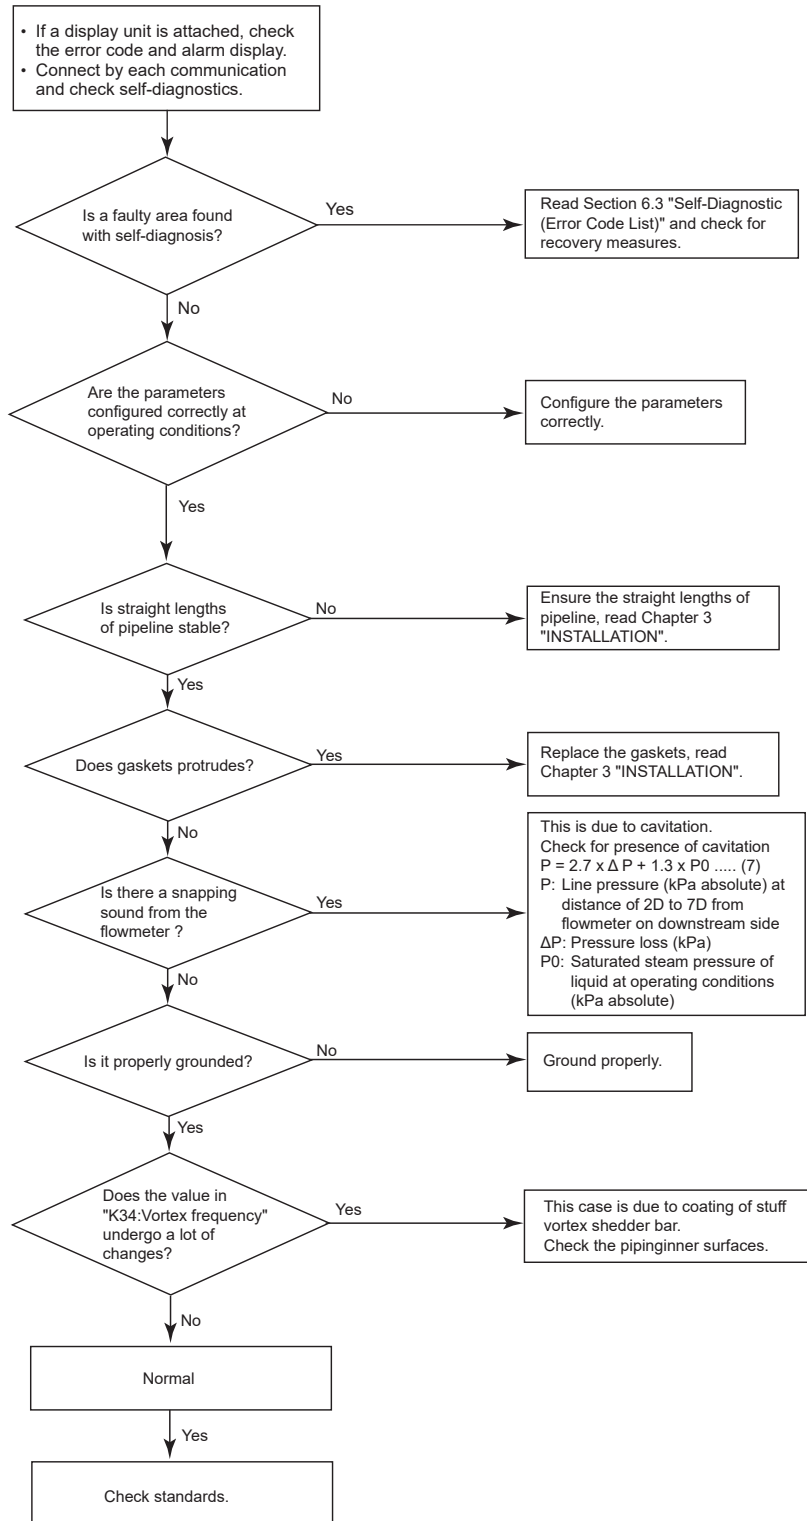 • If a display unit is attached, check
the error code and alarm display.
• Connect by each communication
and check self-diagnostics.
Is a faulty area found
with self-diagnosis?
Yes
Read Section 6.3 "Self-Diagnostic
(Error Code List)" and check for
recovery measures.
No
Are the parameters
configured correctly at
operating conditions?
No
Configure the parameters
correctly.
Yes
Is straight lengths
of pipeline stable?
No
Ensure the straight lengths of
pipeline, read Chapter 3
"INSTALLATION".
Yes
Does gaskets protrudes?
Yes
Replace the gaskets, read
Chapter 3 "INSTALLATION".
No
Is there a snapping
sound from the
flowmeter ?
Yes
This is due to cavitation.
Check for presence of cavitation
P = 2.7 x Δ P + 1.3 x P0 ..... (7)
P: Line pressure (kPa absolute) at
distance of 2D to 7D from
flowmeter on downstream side
ΔP: Pressure loss (kPa)
P0: Saturated steam pressure of
liquid at operating conditions
(kPa absolute)
No
Is it properly grounded?
No
Ground properly.
Yes
Does the value in
"K34:Vortex frequency"
undergo a lot of
changes?
Yes
This case is due to coating of stuff
vortex shedder bar.
Check the pipinginner surfaces.
No
Normal
Yes
Check standards.